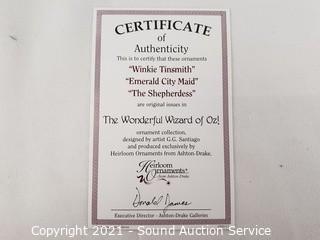 CERTIFICATE
of
Authenticity
This is to certify that these ornaments
"Winkie Tinsmith"
"Emerald City Maid"
"The Shepherdess"
are original issues in
The Wonderful Wizard of Oz!
ornament collection,
designed by artist G.G. Santiago
and produced exclusively by
Heirloom Ornaments from Ashton-Drake.
Heirloom
Ornaments®
from Ashton-Drake
Executive Director - Ashton-Drake Galleries
Copyright 2021 - Sound Auction Service